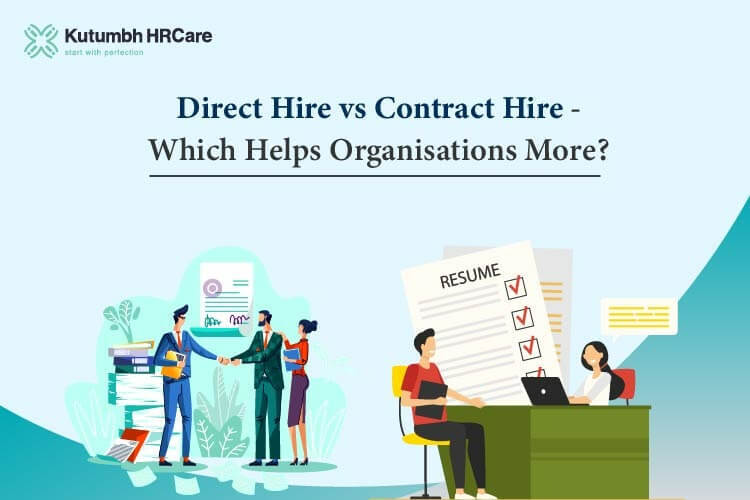 Kutumbh HRCare
start with perfection
Direct Hire vs Contract Hire -
Which Helps Organisations More?
RESUME